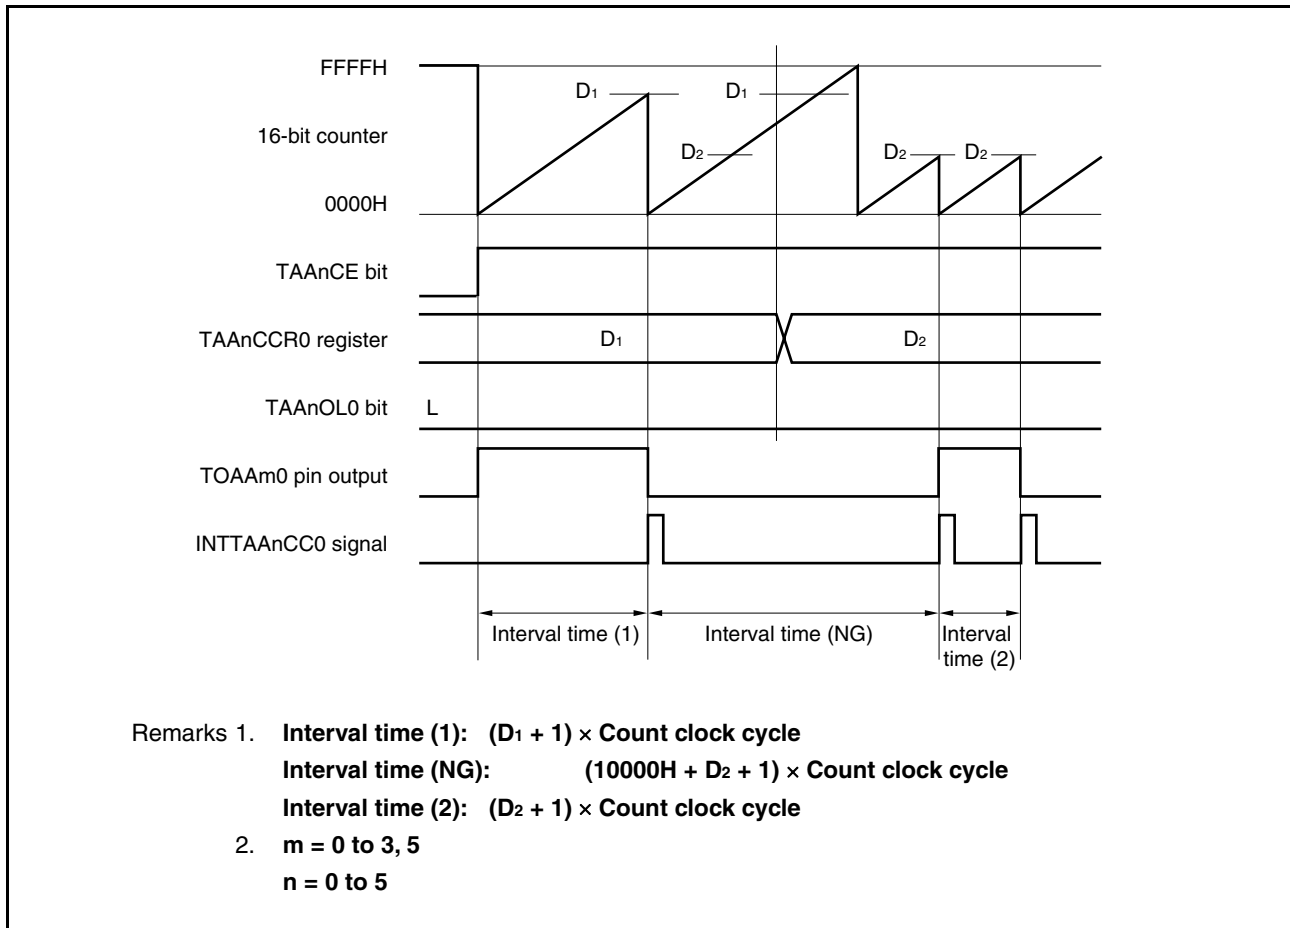 FFFFH
D1
D1
16-bit counter
D2
D2
D2
0000H
TAAnCE bit
TAAnCCR0 register
D1
D2
TAAnOL0 bit
L
TOAAm0 pin output
INTTAAnCC0 signal
Interval time (1)
Interval time (NG)
Interval
time (2)
Remarks 1. Interval time (1): (D1 + 1) × Count clock cycle
Interval time (NG): (10000H + D2 + 1) × Count clock cycle
Interval time (2): (D2 + 1) × Count clock cycle
2. m = 0 to 3, 5
n = 0 to 5